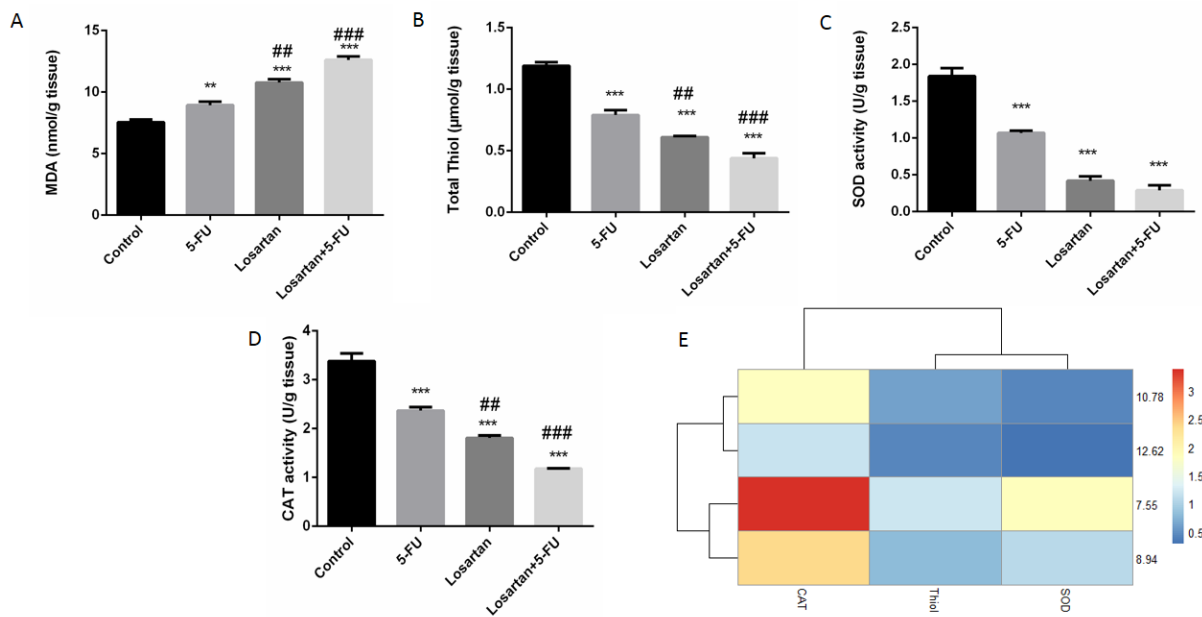 A
MDA (nmol/g tissue)
15
10
5
0
**
##
***
###
***
Control
5-FU
Losartan
Losartan+5-FU
B
Total Thiol (µmol/g tissue)
1.5
1.0
0.5
0.0
***
##
***
###
***
Control
5-FU
Losartan
Losartan+5-FU
C
SOD activity (U/g tissue)
2.5
2.0
1.5
1.0
0.5
0.0
***
***
***
Control
5-FU
Losartan
Losartan+5-FU
D
CAT activity (U/g tissue)
4
3
2
1
0
***
##
***
###
***
Control
5-FU
Losartan
Losartan+5-FU
E
10.78
12.62
7.55
8.94
CAT
Thiol
SOD
3
2.5
2
1.5
1
0.5